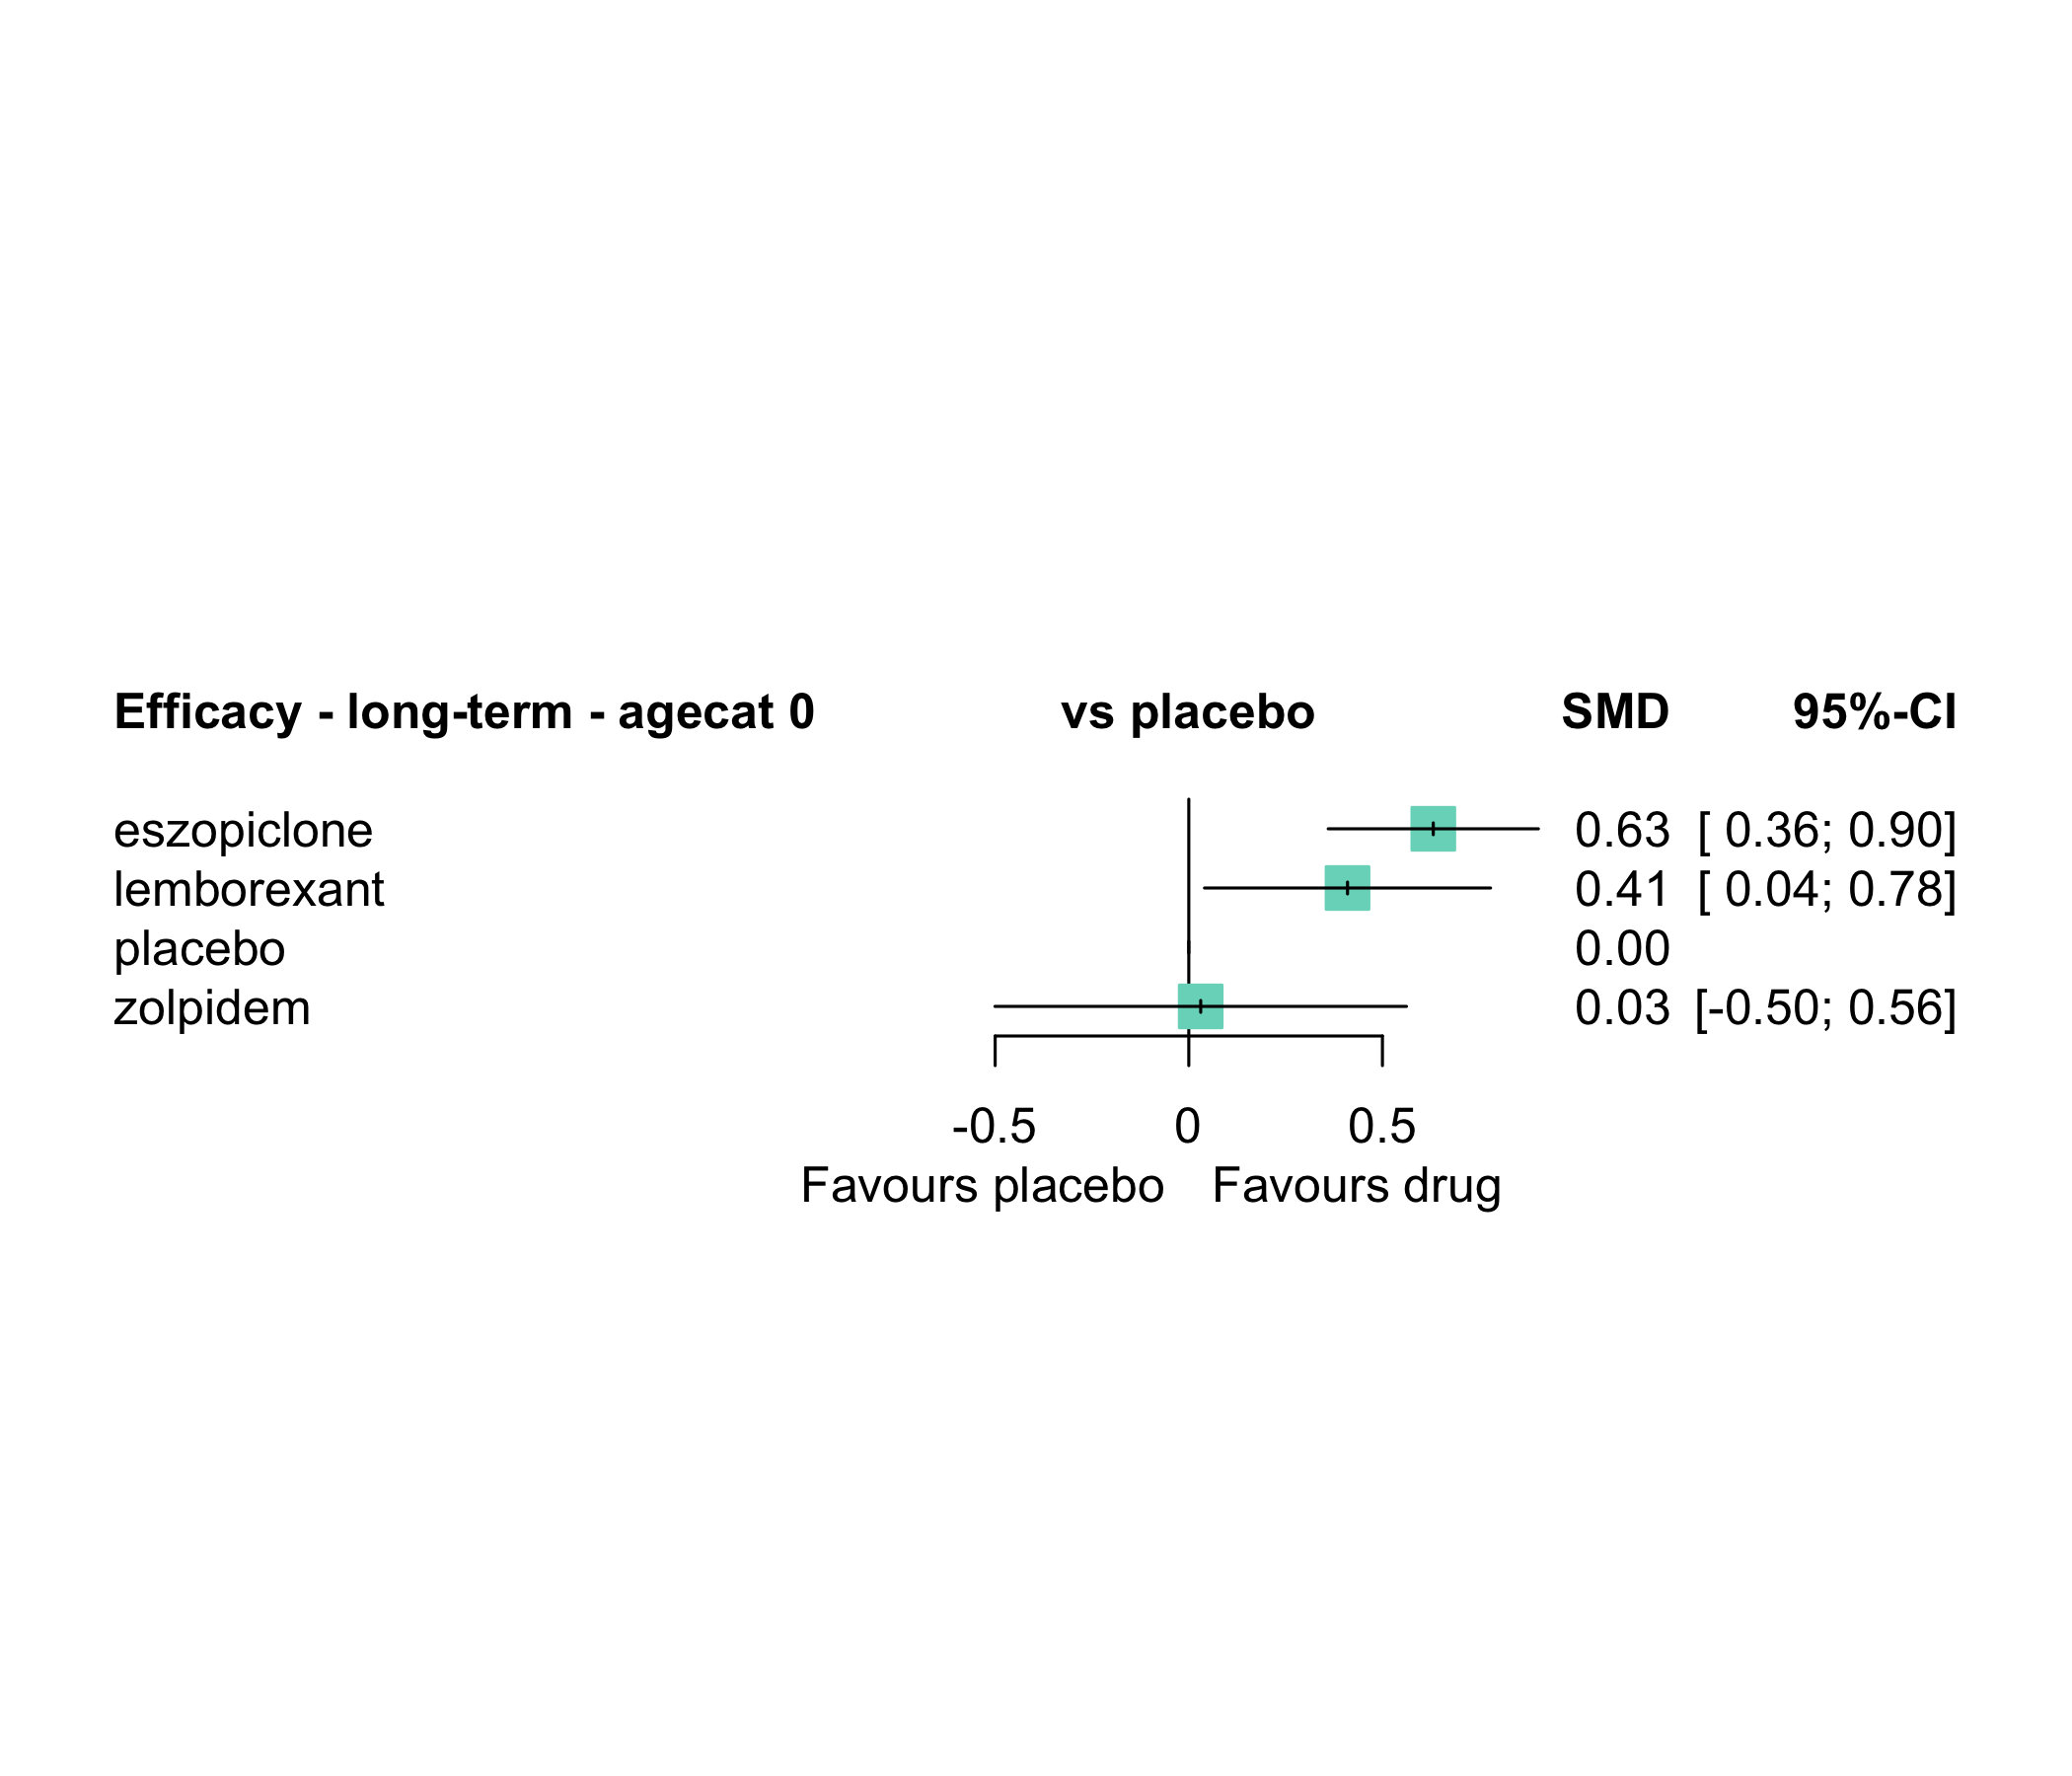 Efficacy - long-term - agecat 0 vs placebo SMD 95%-CI
eszopiclone 0.63 [ 0.36; 0.90]
lemborexant 0.41 [ 0.04; 0.78]
placebo 0.00
zolpidem 0.03 [-0.50; 0.56]
-0.5 0 0.5
Favours placebo Favours drug